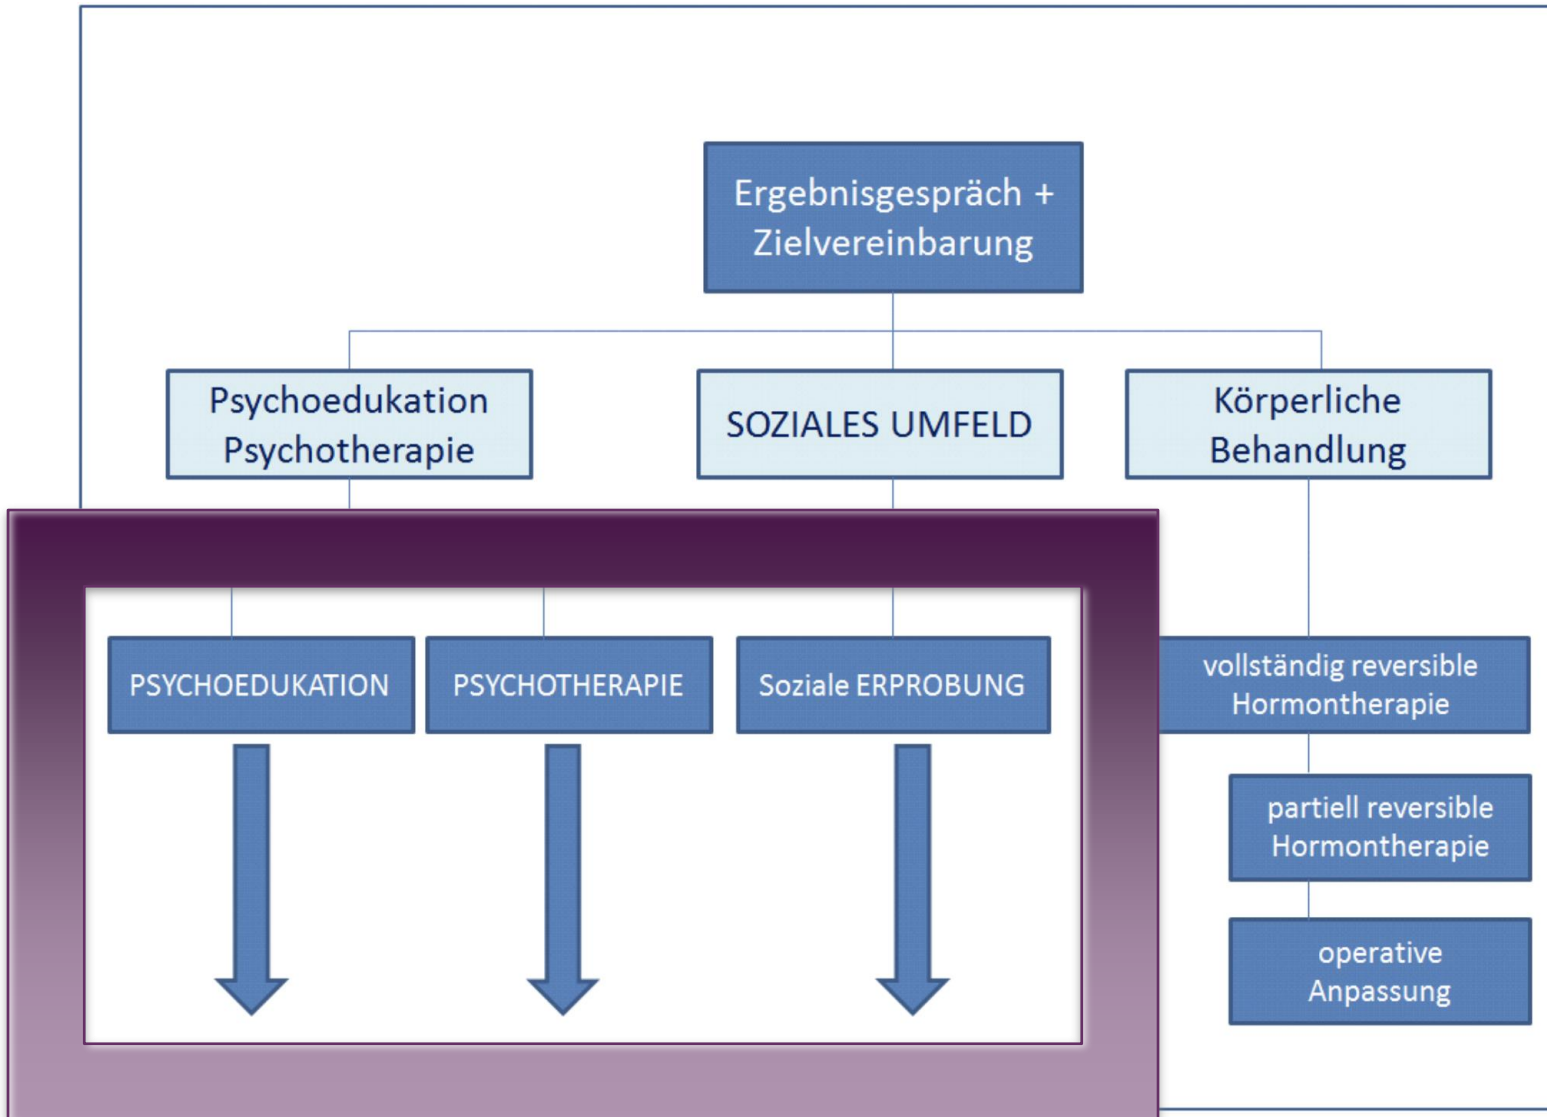 Ergebnisgespräch +
Zielvereinbarung
Psychoedukation
Psychotherapie
SOZIALES UMFELD
Körperliche
Behandlung
PSYCHOEDUKATION
PSYCHOTHERAPIE
Soziale ERPROBUNG
vollständig reversible
Hormontherapie
partiell reversible
Hormontherapie
operative
Anpassung